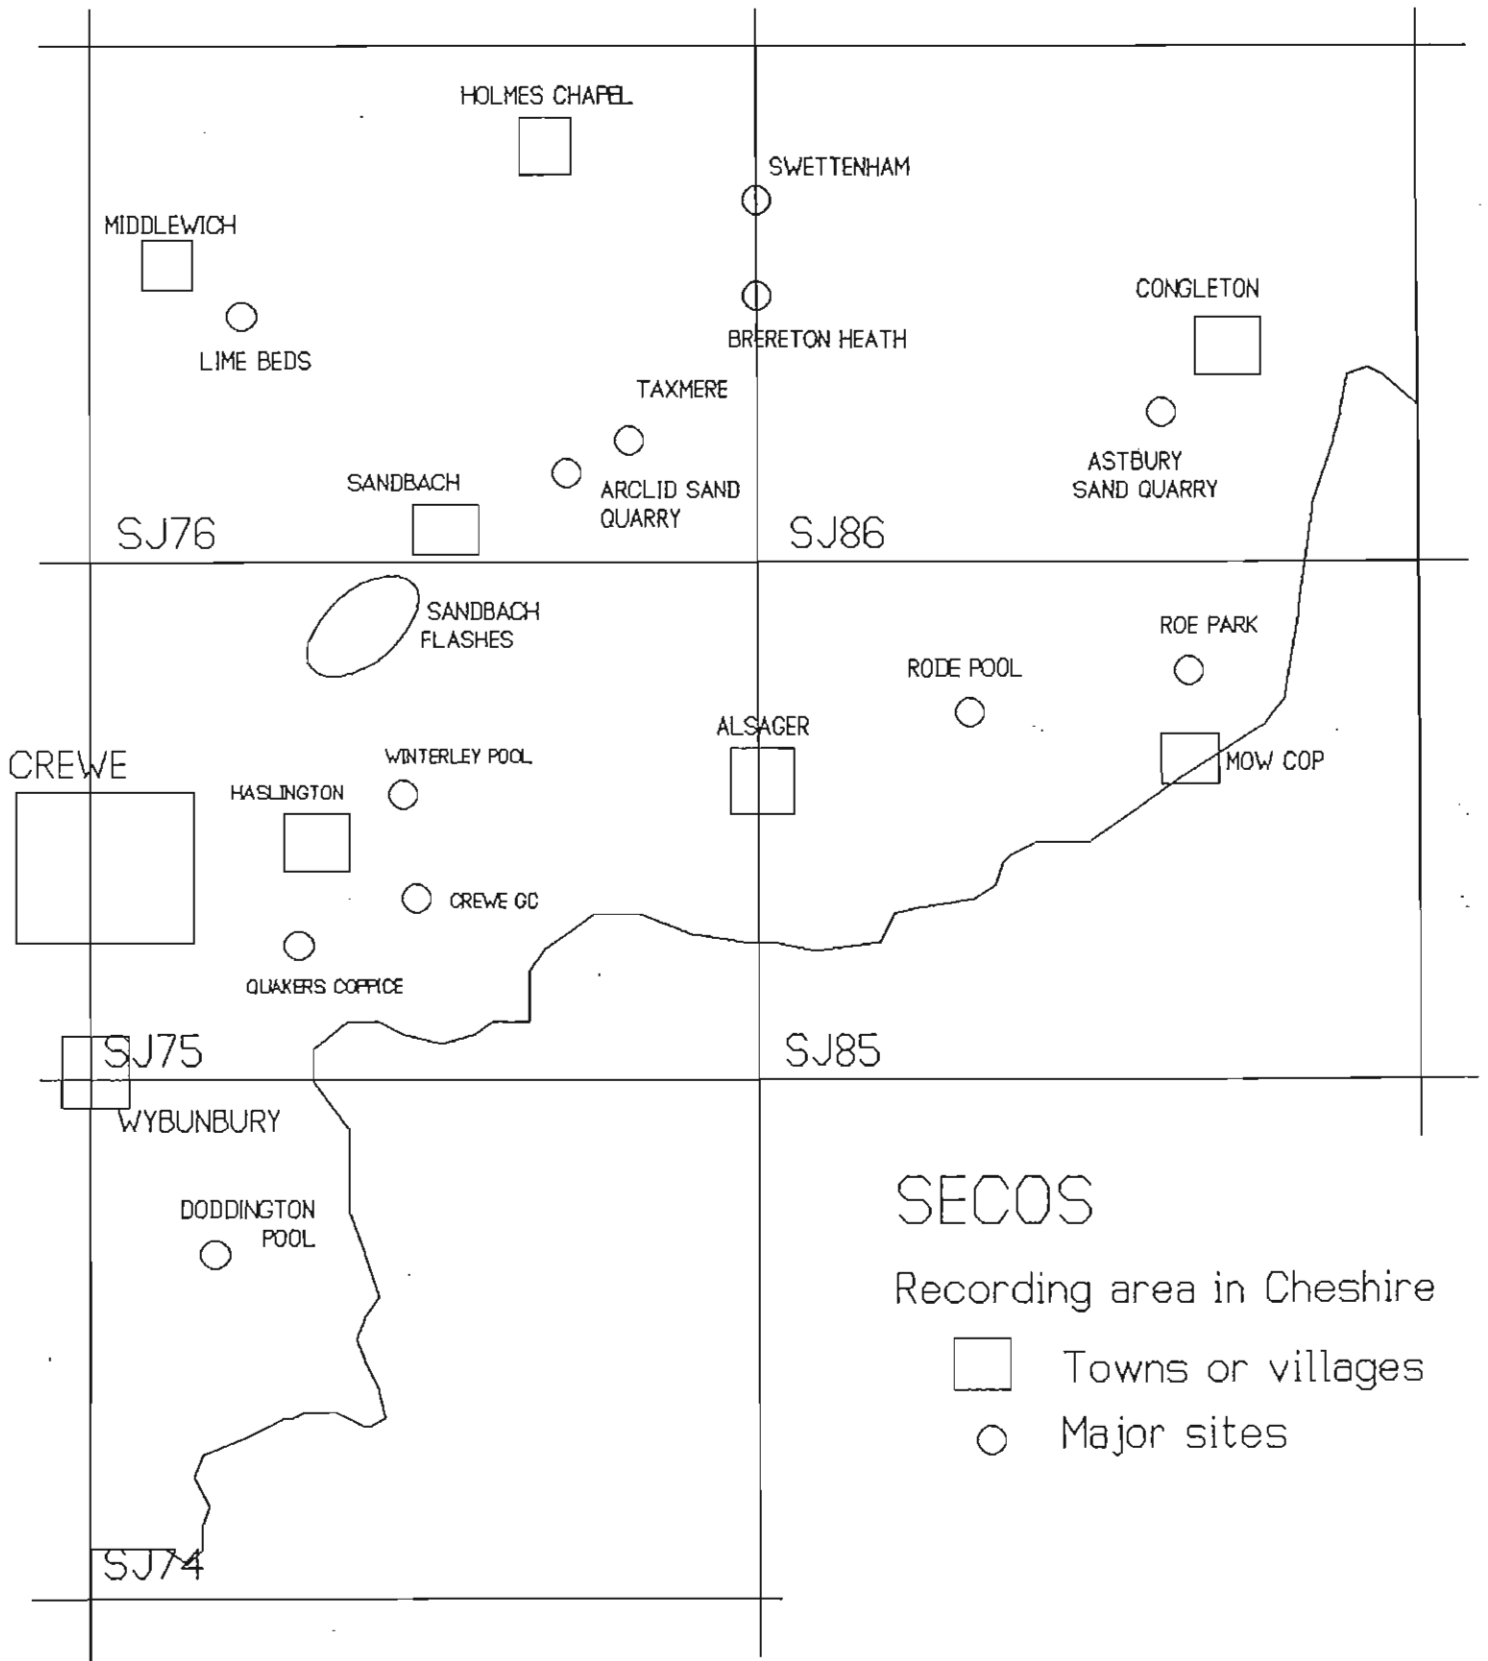 HOLMES CHAPEL
SWETTENHAM
MIDDLEWICH
CONGLETON
BRERETON HEATH
LIME BEDS
TAXMERE
ASTBURY
SAND QUARRY
SANDBACH
ARCLID SAND
QUARRY
SJ76
SJ86
SANDBACH
FLASHES
ROE PARK
RODE POOL
ALSAGER
WINTERLEY POOL
MOW COP
CREWE
HASLINGTON
CREWE GC
QUAKERS COPPICE
SJ75
SJ85
WYBUNBURY
DODDINGTON
POOL
SECOS
Recording area in Cheshire
Towns or villages
Major sites
SJ74